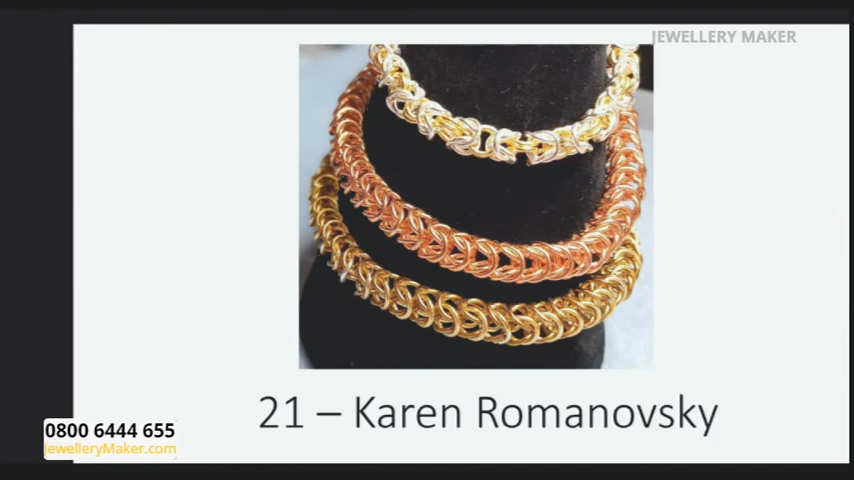 JEWELLERY MAKER
21 – Karen Romanovsky
0800 6444 655
JewelleryMaker.com